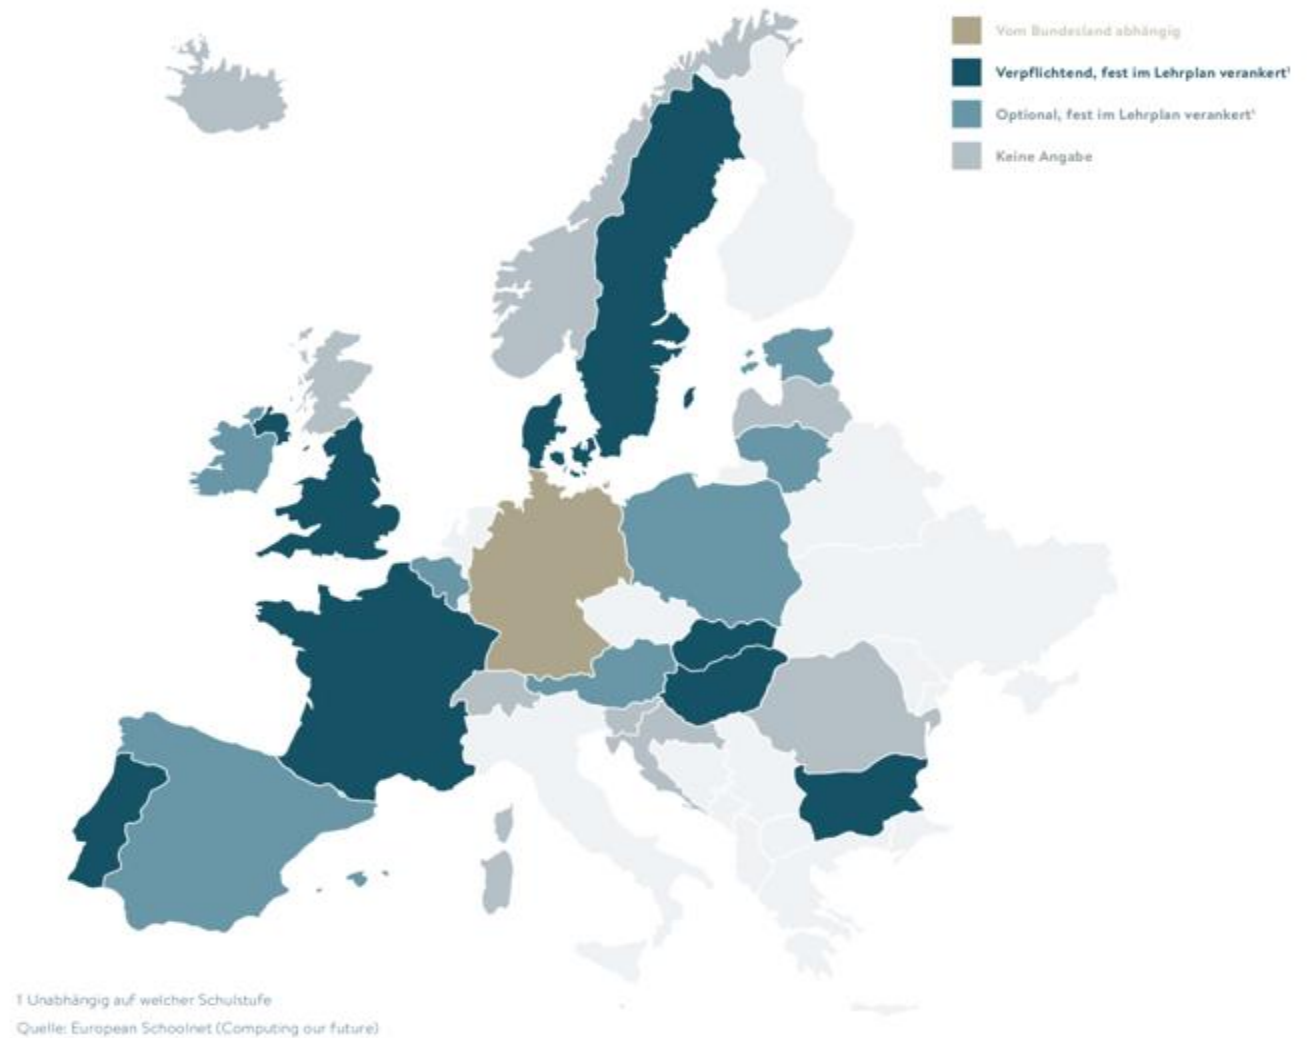 Vom Bundesland abhängig
Verpflichtend, fest im Lehrplan verankert¹
Optional, fest im Lehrplan verankert¹
Keine Angabe
1 Unabhängig auf welcher Schulstufe
Quelle: European Schoolnet (Computing our future)